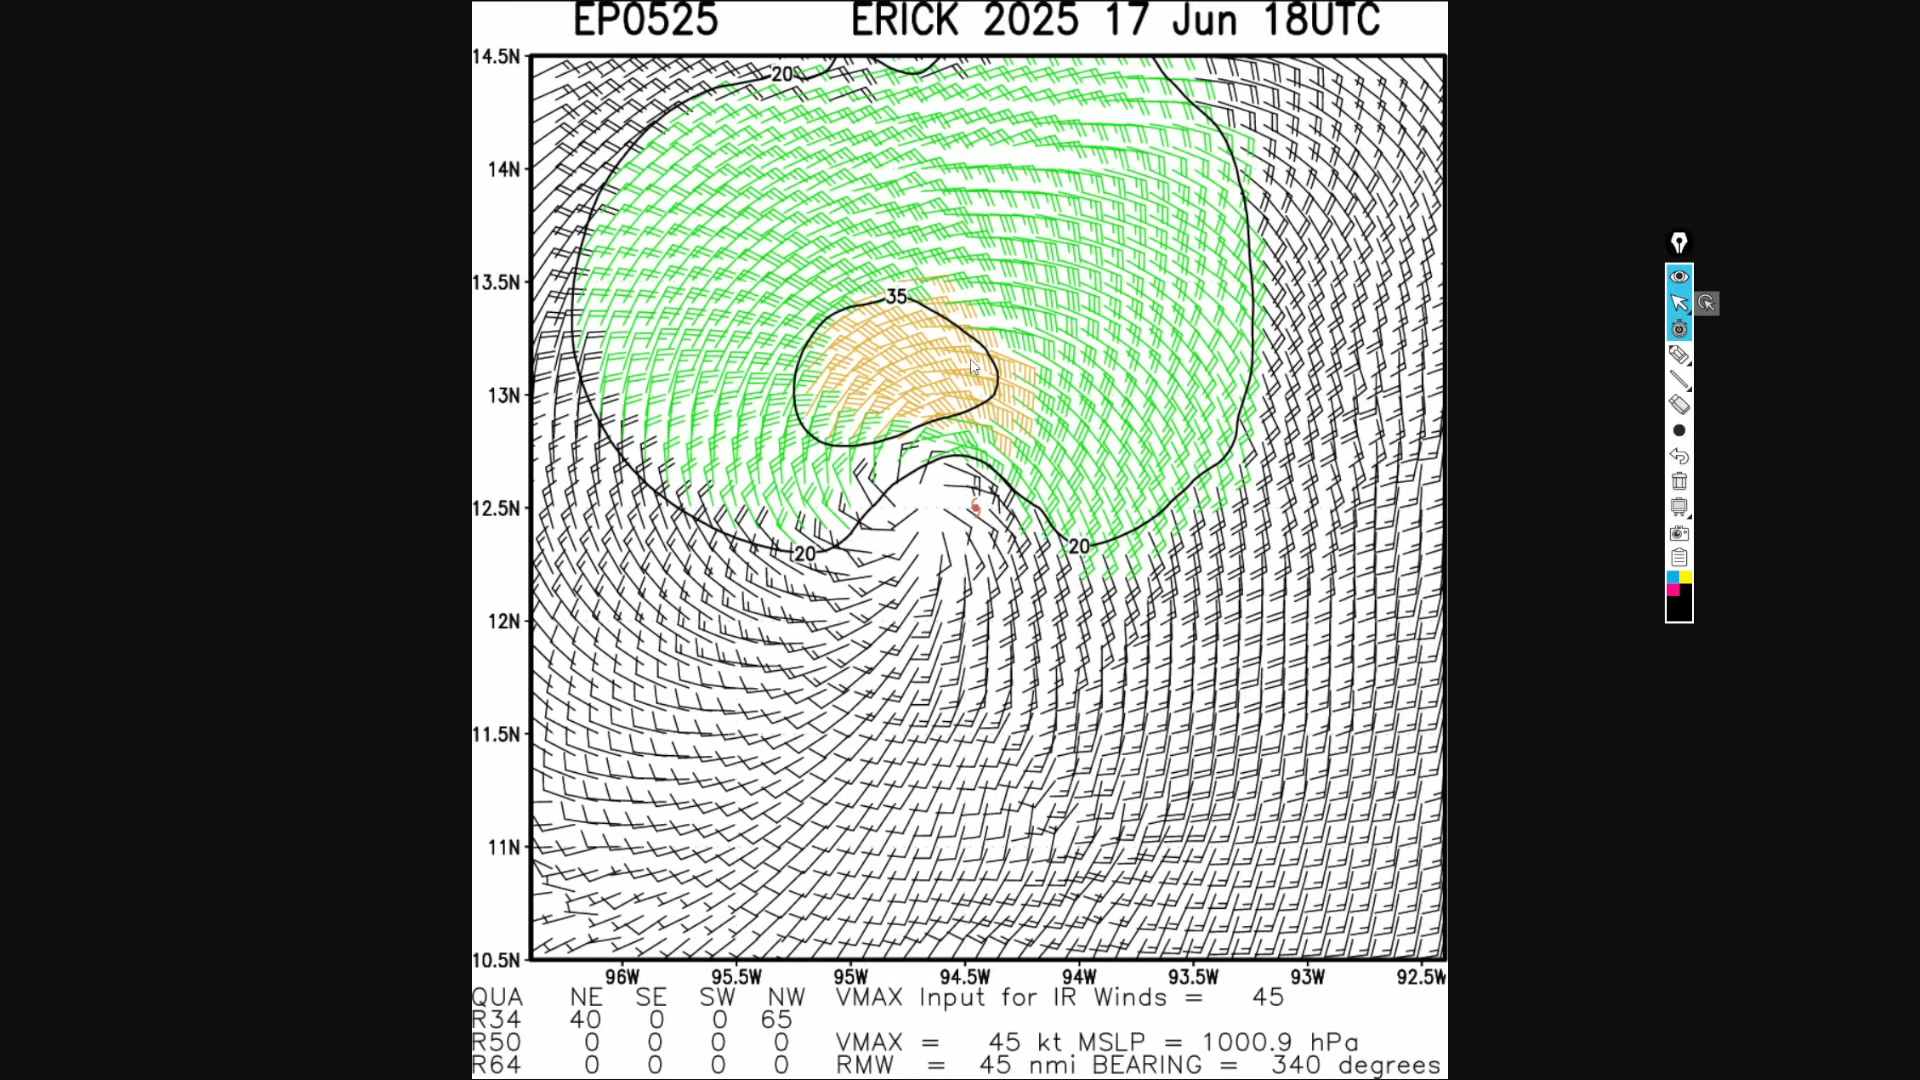 EP0525 ERICK 2025 17 Jun 18UTC
14.5N
20
14N
13.5N
35
13N
12.5N
20
20
12N
11.5N
11N
10.5N
96W 95.5W 95W 94.5W 94W 93.5W 93W 92.5W
QUA NE SE SW NW VMAX Input for IR Winds = 45
R34 40 0 0 65
R50 0 0 0 0 VMAX = 45 kt MSLP = 1000.9 hPa
R64 0 0 0 0 RMW = 45 nmi BEARING = 340 degrees